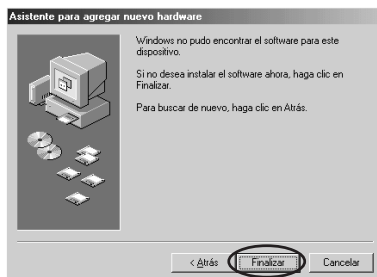 Asistente para agregar nuevo hardware
Windows no pudo encontrar el software para este
dispositivo.
Si no desea instalar el software ahora, haga clic en
Finalizar.
Para buscar de nuevo, haga clic en Atrás.
< Atrás Finalizar Cancelar